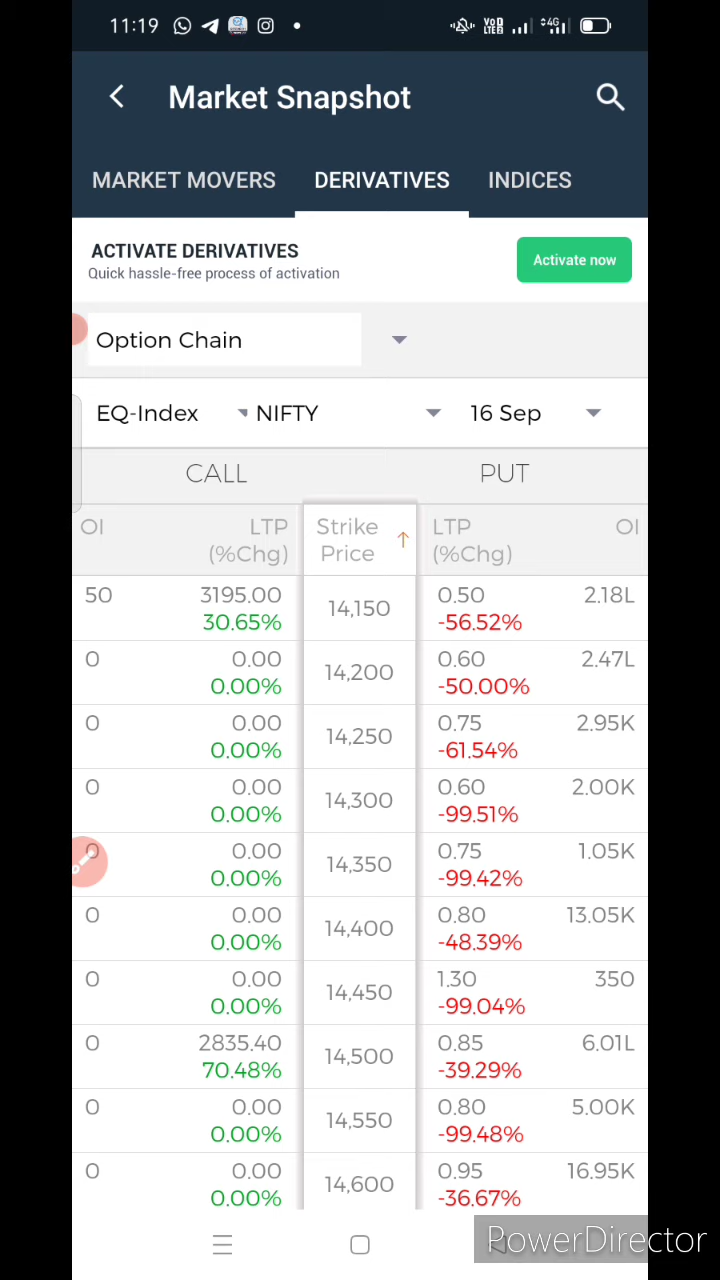 11:19
VoD LTE2 4G
Market Snapshot
MARKET MOVERS DERIVATIVES INDICES
ACTIVATE DERIVATIVES
Quick hassle-free process of activation
Activate now
Option Chain
EQ-Index NIFTY 16 Sep
CALL PUT
OI LTP (%Chg) Strike Price ↑ LTP (%Chg) OI
50 3195.00 14,150 0.50 2.18L
30.65% -56.52%
0 0.00 14,200 0.60 2.47L
0.00% -50.00%
0 0.00 14,250 0.75 2.95K
0.00% -61.54%
0 0.00 14,300 0.60 2.00K
0.00% -99.51%
0 0.00 14,350 0.75 1.05K
0.00% -99.42%
0 0.00 14,400 0.80 13.05K
0.00% -48.39%
0 0.00 14,450 1.30 350
0.00% -99.04%
0 2835.40 14,500 0.85 6.01L
70.48% -39.29%
0 0.00 14,550 0.80 5.00K
0.00% -99.48%
0 0.00 14,600 0.95 16.95K
0.00% -36.67%
PowerDirector